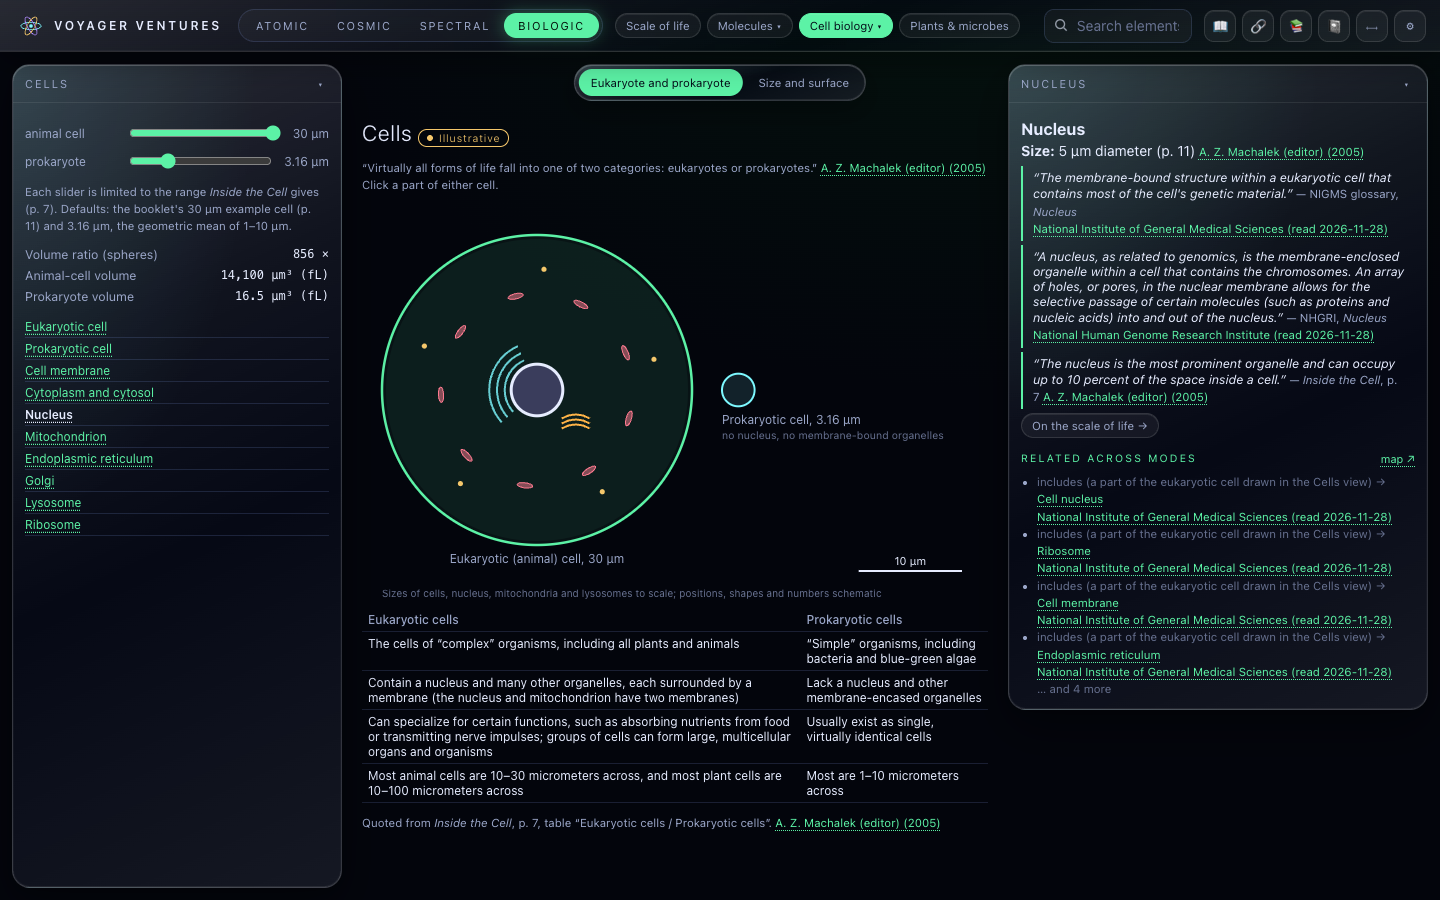 VOYAGER VENTURES
ATOMIC
COSMIC
SPECTRAL
BIOLOGIC
Scale of life
Molecules
Cell biology
Plants & microbes
Search element
CELLS
animal cell 30 µm
prokaryote 3.16 µm
Each slider is limited to the range Inside the Cell gives
(p. 7). Defaults: the booklet's 30 µm example cell (p.
11) and 3.16 µm, the geometric mean of 1–10 µm.
Volume ratio (spheres) 856 ×
Animal-cell volume 14,100 µm³ (fL)
Prokaryote volume 16.5 µm³ (fL)
Eukaryotic cell
Prokaryotic cell
Cell membrane
Cytoplasm and cytosol
Nucleus
Mitochondrion
Endoplasmic reticulum
Golgi
Lysosome
Ribosome
Eukaryote and prokaryote
Size and surface
Cells
Illustrative
“Virtually all forms of life fall into one of two categories: eukaryotes or prokaryotes.” A. Z. Machalek (editor) (2005)
Click a part of either cell.
Prokaryotic cell, 3.16 µm
no nucleus, no membrane-bound organelles
Eukaryotic (animal) cell, 30 µm
10 µm
Sizes of cells, nucleus, mitochondria and lysosomes to scale; positions, shapes and numbers schematic
Eukaryotic cells
Prokaryotic cells
The cells of “complex” organisms, including all plants and animals
“Simple” organisms, including
bacteria and blue-green algae
Contain a nucleus and many other organelles, each surrounded by a
membrane (the nucleus and mitochondrion have two membranes)
Lack a nucleus and other
membrane-encased organelles
Can specialize for certain functions, such as absorbing nutrients from food
or transmitting nerve impulses; groups of cells can form large, multicellular
organs and organisms
Usually exist as single,
virtually identical cells
Most animal cells are 10–30 micrometers across, and most plant cells are
10–100 micrometers across
Most are 1–10 micrometers
across
Quoted from Inside the Cell, p. 7, table “Eukaryotic cells / Prokaryotic cells”. A. Z. Machalek (editor) (2005)
NUCLEUS
Nucleus
Size: 5 µm diameter (p. 11) A. Z. Machalek (editor) (2005)
“The membrane-bound structure within a eukaryotic cell that
contains most of the cell's genetic material.” — NIGMS glossary,
Nucleus
National Institute of General Medical Sciences (read 2026-11-28)
“A nucleus, as related to genomics, is the membrane-enclosed
organelle within a cell that contains the chromosomes. An array
of holes, or pores, in the nuclear membrane allows for the
selective passage of certain molecules (such as proteins and
nucleic acids) into and out of the nucleus.” — NHGRI, Nucleus
National Human Genome Research Institute (read 2026-11-28)
“The nucleus is the most prominent organelle and can occupy
up to 10 percent of the space inside a cell.” — Inside the Cell, p.
7 A. Z. Machalek (editor) (2005)
On the scale of life →
RELATED ACROSS MODES
map ↗
includes (a part of the eukaryotic cell drawn in the Cells view) →
Cell nucleus
National Institute of General Medical Sciences (read 2026-11-28)
includes (a part of the eukaryotic cell drawn in the Cells view) →
Ribosome
National Institute of General Medical Sciences (read 2026-11-28)
includes (a part of the eukaryotic cell drawn in the Cells view) →
Cell membrane
National Institute of General Medical Sciences (read 2026-11-28)
includes (a part of the eukaryotic cell drawn in the Cells view) →
Endoplasmic reticulum
National Institute of General Medical Sciences (read 2026-11-28)
... and 4 more